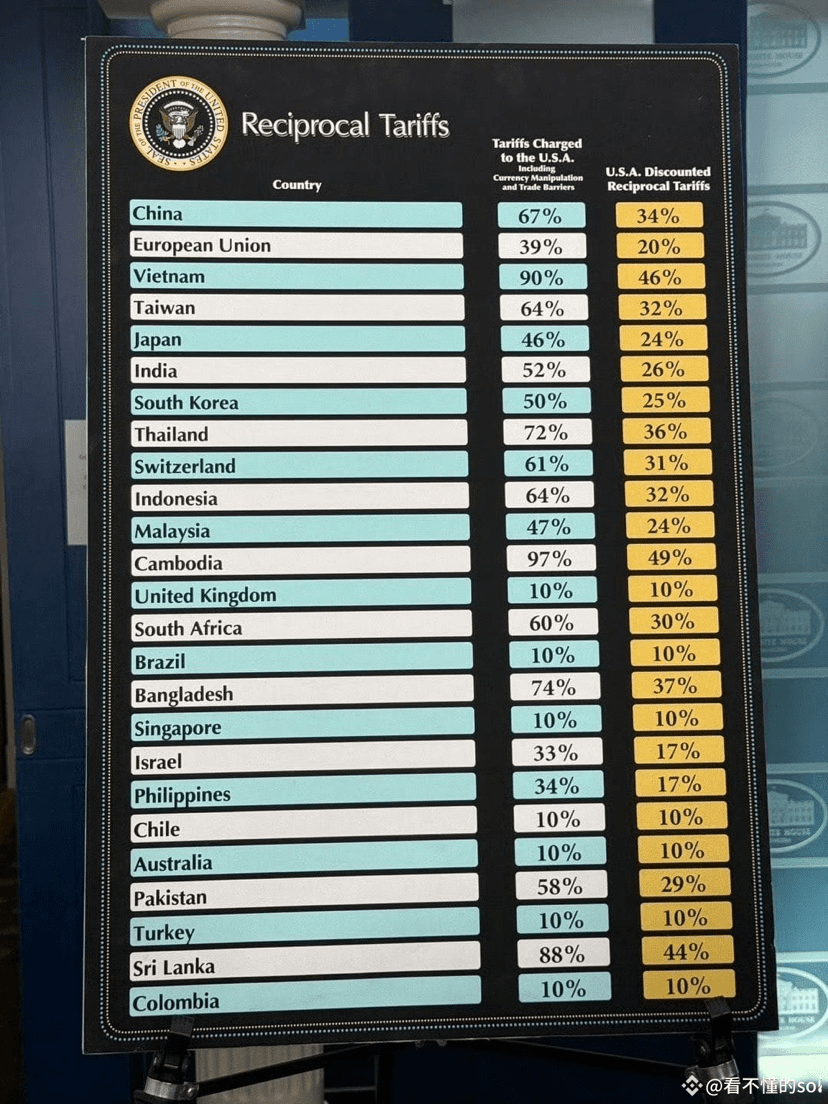 SEAL OF THE PRESIDENT OF THE UNITED STATES
Reciprocal Tariffs
Country
Tariffs Charged
to the U.S.A.
Including
Currency Manipulation
and Trade Barriers
U.S.A. Discounted
Reciprocal Tariffs
China 67% 34%
European Union 39% 20%
Vietnam 90% 46%
Taiwan 64% 32%
Japan 46% 24%
India 52% 26%
South Korea 50% 25%
Thailand 72% 36%
Switzerland 61% 31%
Indonesia 64% 32%
Malaysia 47% 24%
Cambodia 97% 49%
United Kingdom 10% 10%
South Africa 60% 30%
Brazil 10% 10%
Bangladesh 74% 37%
Singapore 10% 10%
Israel 33% 17%
Philippines 34% 17%
Chile 10% 10%
Australia 10% 10%
Pakistan 58% 29%
Turkey 10% 10%
Sri Lanka 88% 44%
Colombia 10% 10%
@看不懂的sol